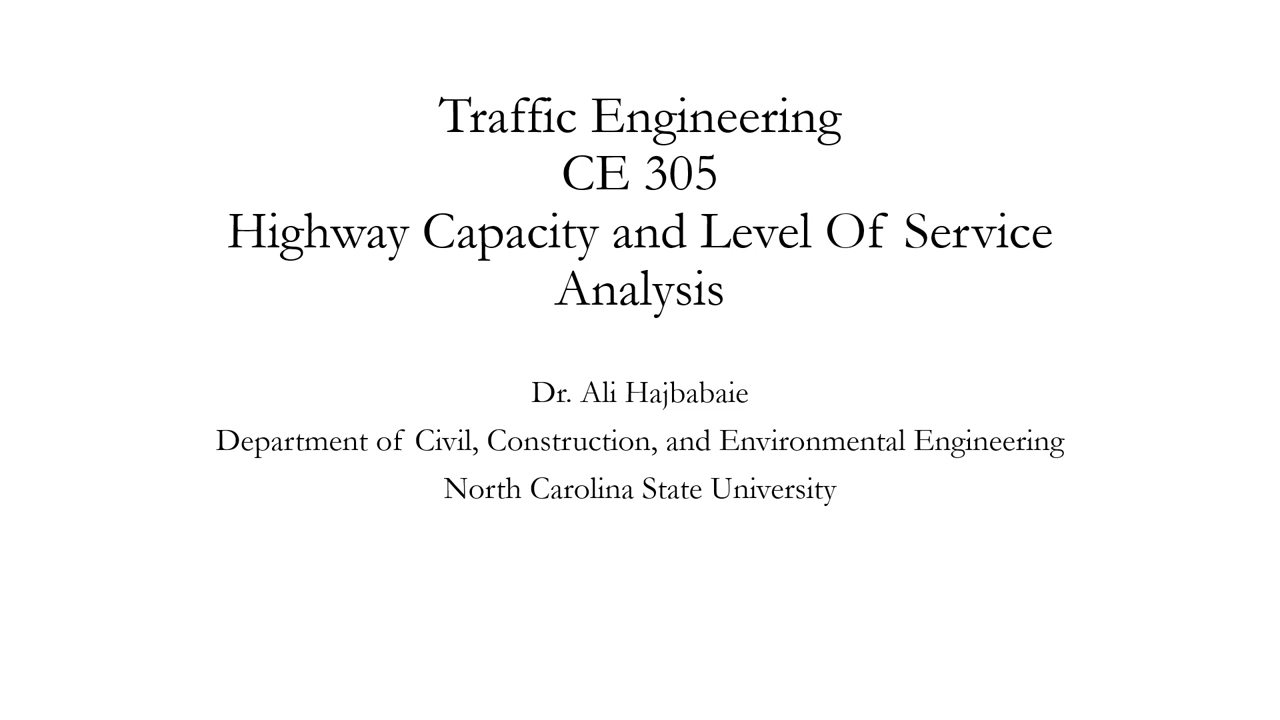 Traffic Engineering
CE 305
Highway Capacity and Level Of Service
Analysis
Dr. Ali Hajbabaie
Department of Civil, Construction, and Environmental Engineering
North Carolina State University